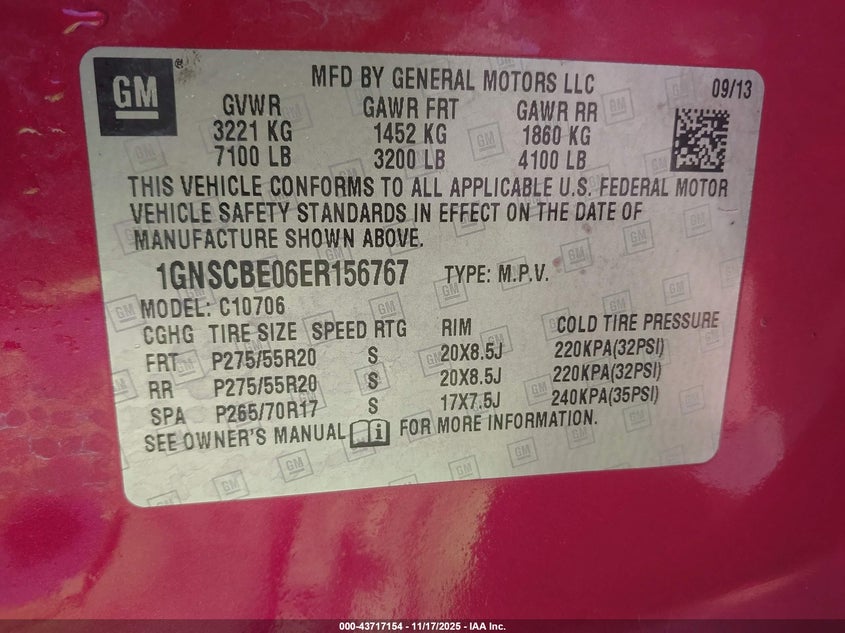 GM
MFD BY GENERAL MOTORS LLC 09/13
GVWR GAWR FRT GAWR RR
3221 KG 1452 KG 1860 KG
7100 LB 3200 LB 4100 LB
THIS VEHICLE CONFORMS TO ALL APPLICABLE U.S. FEDERAL MOTOR
VEHICLE SAFETY STANDARDS IN EFFECT ON THE DATE OF
MANUFACTURE SHOWN ABOVE.
1GNSCBE06ER156767 TYPE: M.P.V.
MODEL: C10706
CGHG TIRE SIZE SPEED RTG RIM COLD TIRE PRESSURE
FRT P275/55R20 S 20X8.5J 220KPA(32PSI)
RR P275/55R20 S 20X8.5J 220KPA(32PSI)
SPA P265/70R17 S 17X7.5J 240KPA(35PSI)
SEE OWNER'S MANUAL FOR MORE INFORMATION.
000-43717154 - 11/17/2025 - IAA Inc.